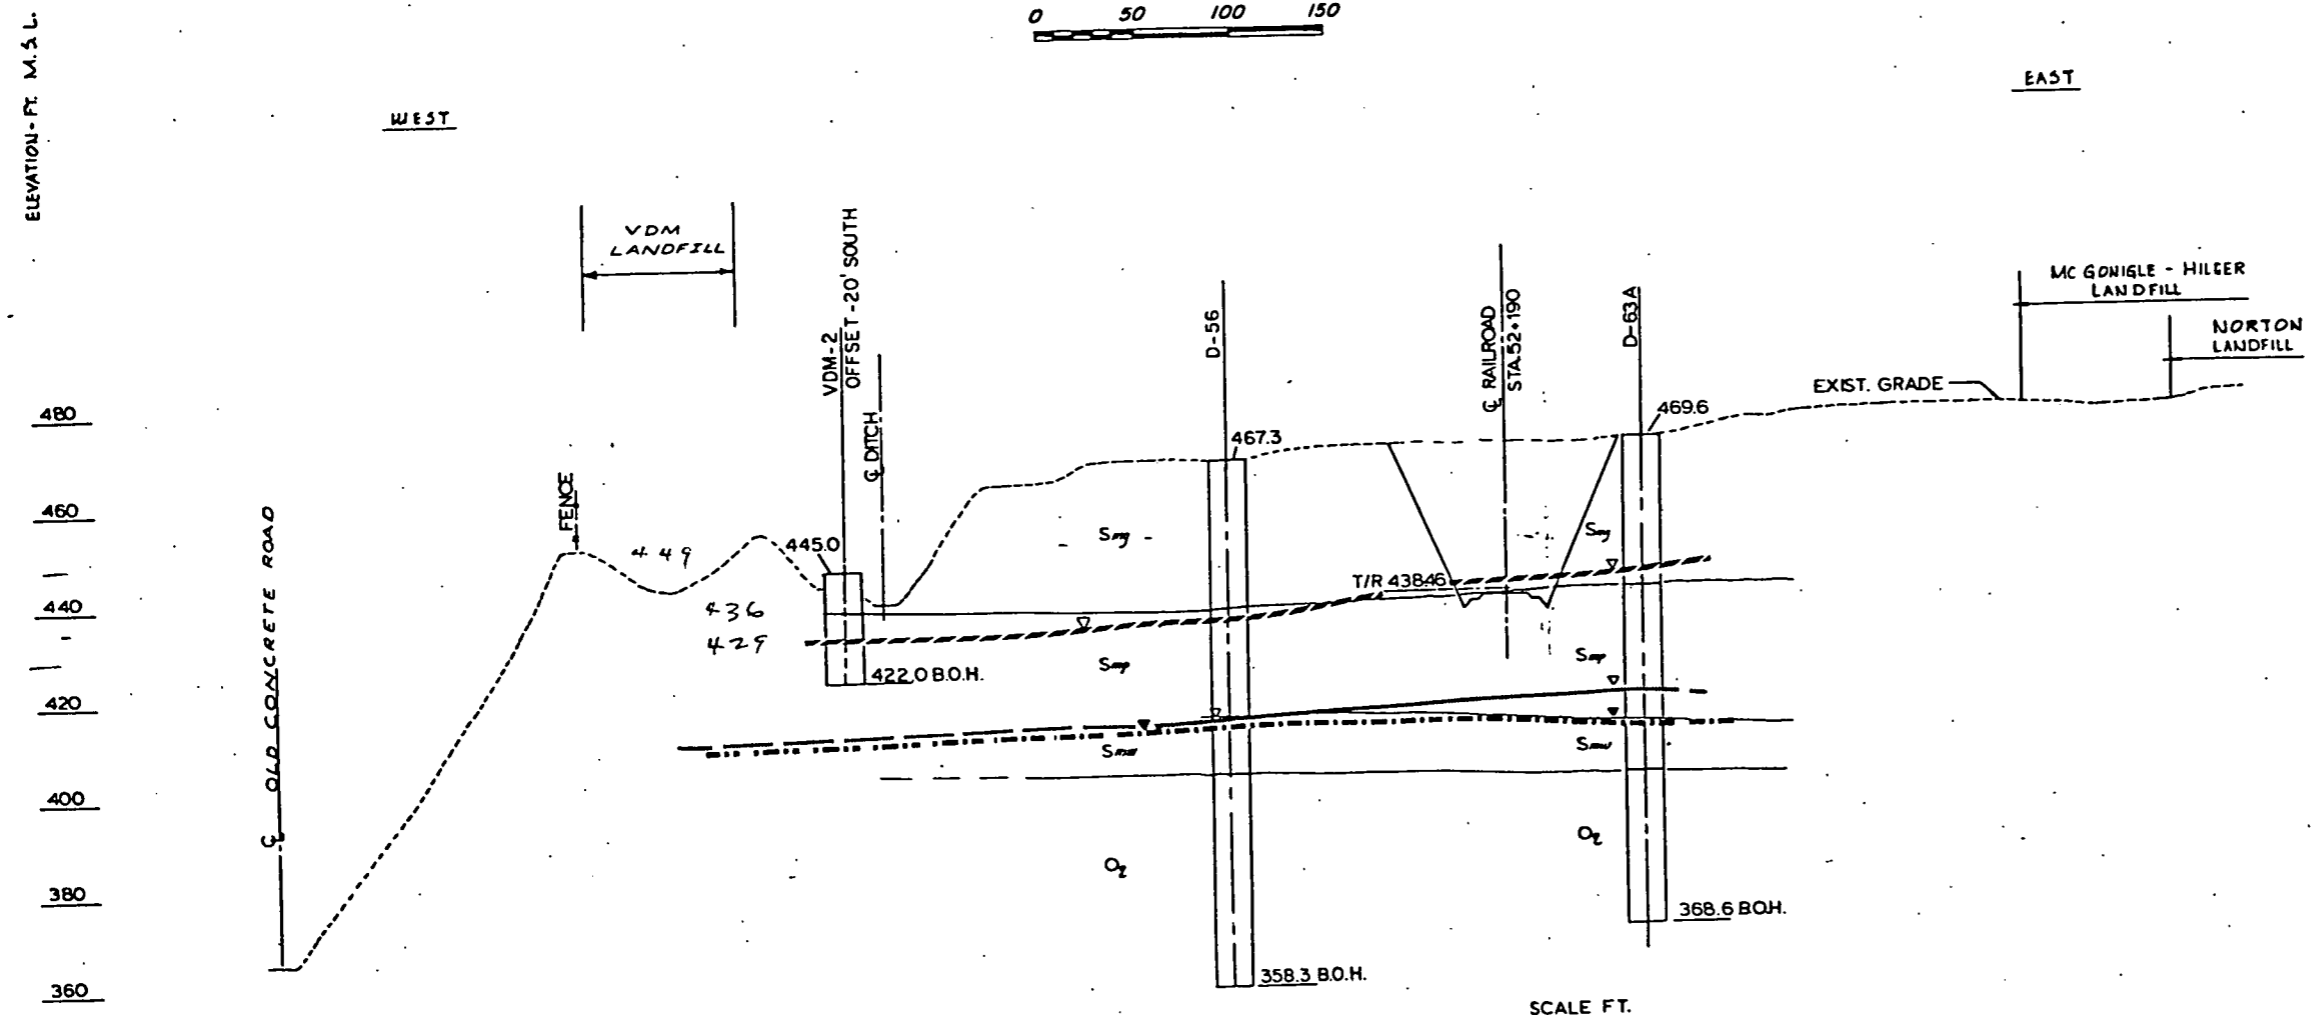 0 50 100 150
ELEVATION-FT. M.S.L.
WEST
EAST
VDM
LANDFILL
VDM-2
OFFSET-20' SOUTH
℄ DITCH
D-56
℄ RAILROAD
STA.52+190
D-63A
MC GONIGLE - HILGER
LANDFILL
NORTON
LANDFILL
EXIST. GRADE
480
460
440
420
400
380
360
℄ OLD CONCRETE ROAD
FENCE
449
436
429
445.0
467.3
469.6
T/R 438.46
Smg
Smg
Smp
Smp
422.0 B.O.H.
Smw
Smw
Oq
Oq
368.6 B.O.H.
358.3 B.O.H.
SCALE FT.